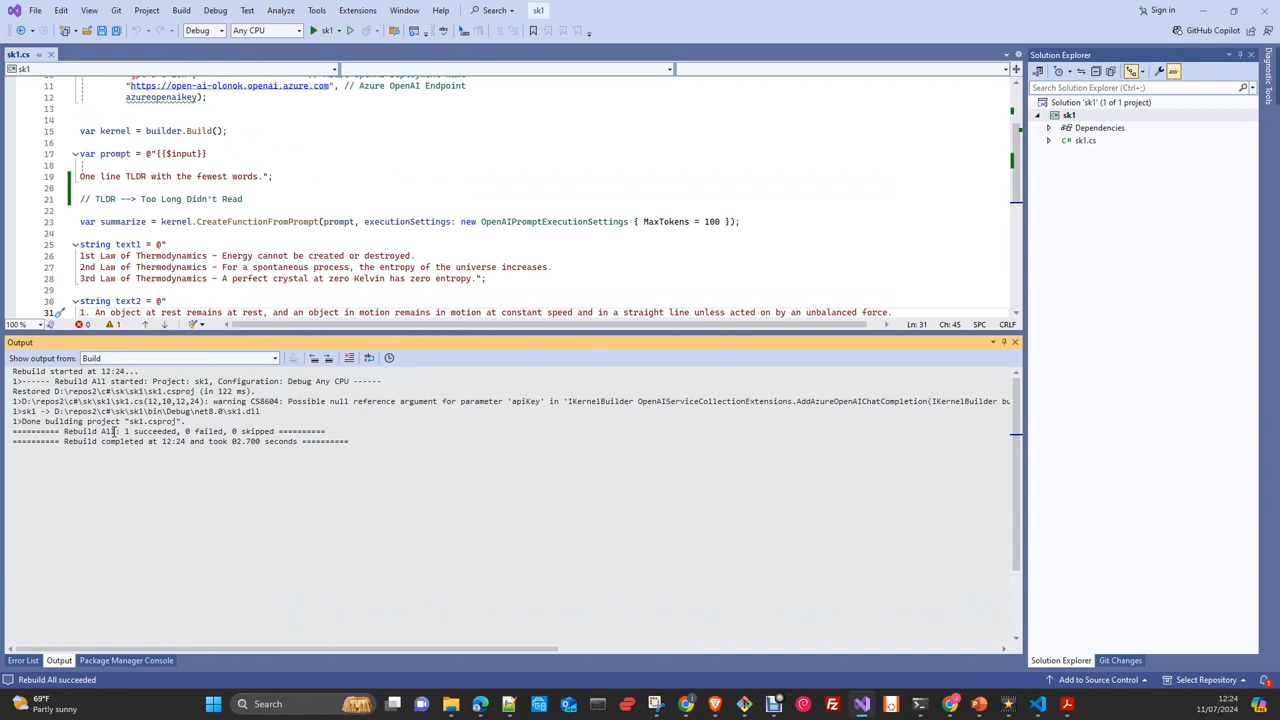 File Edit View Git Project Build Debug Test Analyze Tools Extensions Window Help Search sk1 Sign in
Debug Any CPU sk1 GitHub Copilot
sk1.cs
sk1
11 "https://open-ai-olonok.openai.azure.com", // Azure OpenAI Endpoint
12 azureopenaikey);
13
14
15 var kernel = builder.Build();
16
17 var prompt = @"{{$input}}
18
19 One line TLDR with the fewest words.";
20
21 // TLDR --> Too Long Didn't Read
22
23 var summarize = kernel.CreateFunctionFromPrompt(prompt, executionSettings: new OpenAIPromptExecutionSettings { MaxTokens = 100 });
24
25 string text1 = @"
26 1st Law of Thermodynamics - Energy cannot be created or destroyed.
27 2nd Law of Thermodynamics - For a spontaneous process, the entropy of the universe increases.
28 3rd Law of Thermodynamics - A perfect crystal at zero Kelvin has zero entropy.";
29
30 string text2 = @"
31 1. An object at rest remains at rest, and an object in motion remains in motion at constant speed and in a straight line unless acted on by an unbalanced force.
100 % 0 1 Ln: 31 Ch: 45 SPC CRLF
Output
Show output from: Build
Rebuild started at 12:24...
1>------ Rebuild All started: Project: sk1, Configuration: Debug Any CPU ------
Restored D:\repos2\c#\sk\sk1\sk1.csproj (in 122 ms).
1>D:\repos2\c#\sk\sk1\sk1.cs(12,10,12,24): warning CS8604: Possible null reference argument for parameter 'apiKey' in 'IKernelBuilder OpenAIServiceCollectionExtensions.AddAzureOpenAIChatCompletion(IKernelBuilder bu
1>sk1 -> D:\repos2\c#\sk\sk1\bin\Debug\net8.0\sk1.dll
1>Done building project "sk1.csproj".
========== Rebuild All: 1 succeeded, 0 failed, 0 skipped ==========
========== Rebuild completed at 12:24 and took 02.700 seconds ==========
Error List Output Package Manager Console
Rebuild All succeeded
Solution Explorer
Search Solution Explorer (Ctrl+;)
Solution 'sk1' (1 of 1 project)
sk1
Dependencies
sk1.cs
Solution Explorer Git Changes
Add to Source Control Select Repository
Diagnostic Tools
69°F
Partly sunny
Search
12:24
11/07/2024